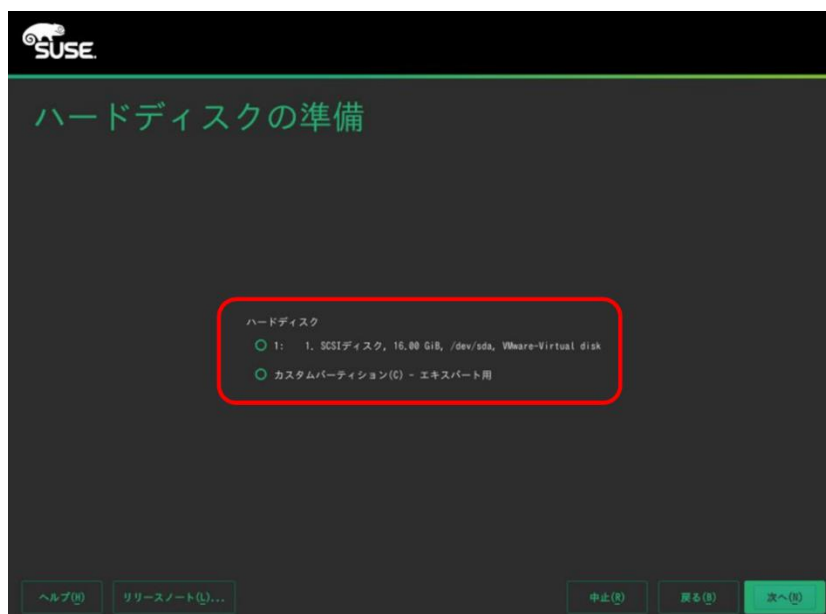 SUSE.
ハードディスクの準備
ハードディスク
1: 1. SCSIディスク, 16.00 GiB, /dev/sda, VMware-Virtual disk
カスタムパーティション(C) - エキスパート用
ヘルプ(H) リリースノート(L)... 中止(R) 戻る(B) 次へ(N)